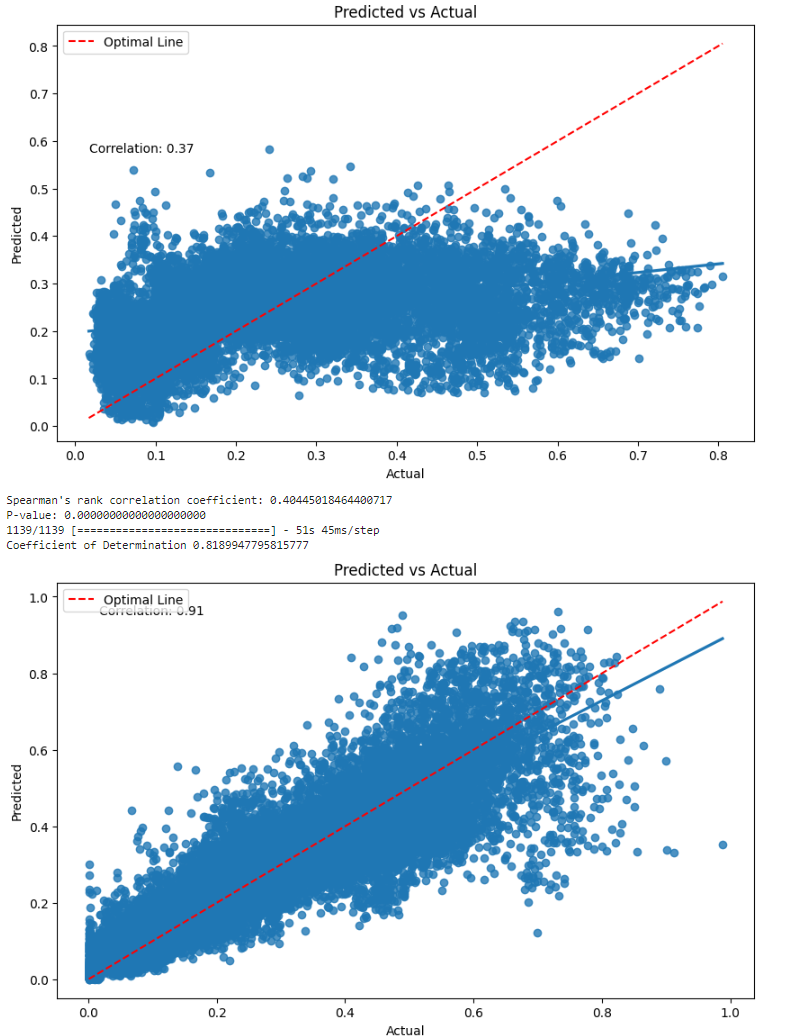 Predicted vs Actual
0.8
Optimal Line
0.7
0.6
Correlation: 0.37
0.5
0.4
Predicted
0.3
0.2
0.1
0.0
0.0 0.1 0.2 0.3 0.4 0.5 0.6 0.7 0.8
Actual
Spearman's rank correlation coefficient: 0.40445018464400717
P-value: 0.00000000000000000000
1139/1139 [==============================] - 51s 45ms/step
Coefficient of Determination 0.8189947795815777
Predicted vs Actual
1.0
Optimal Line
Correlation: 0.91
0.8
0.6
Predicted
0.4
0.2
0.0
0.0 0.2 0.4 0.6 0.8 1.0
Actual